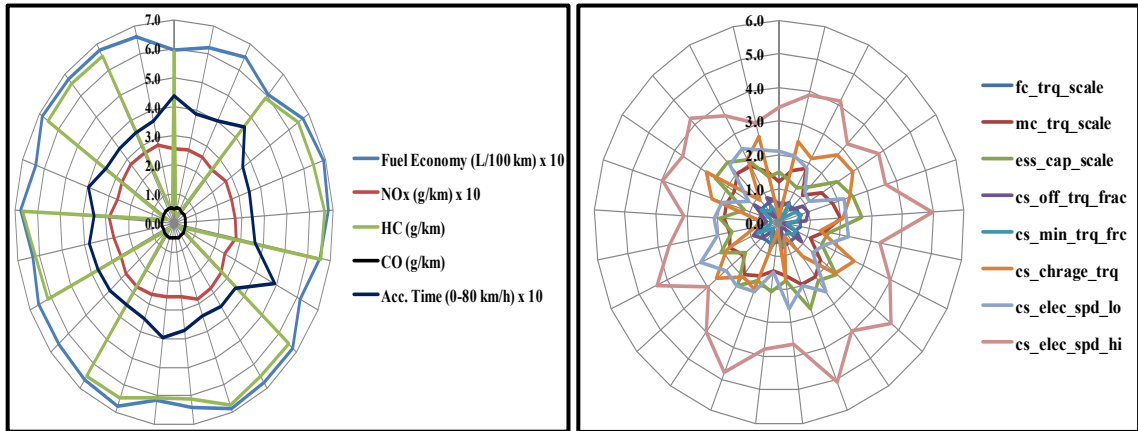 7.0
6.0
5.0
4.0
3.0
2.0
1.0
0.0
Fuel Economy (L/100 km) x 10
NOx (g/km) x 10
HC (g/km)
CO (g/km)
Acc. Time (0-80 km/h) x 10
6.0
5.0
4.0
3.0
2.0
1.0
0.0
fc_trq_scale
mc_trq_scale
ess_cap_scale
cs_off_trq_frac
cs_min_trq_frc
cs_chrage_trq
cs_elec_spd_lo
cs_elec_spd_hi